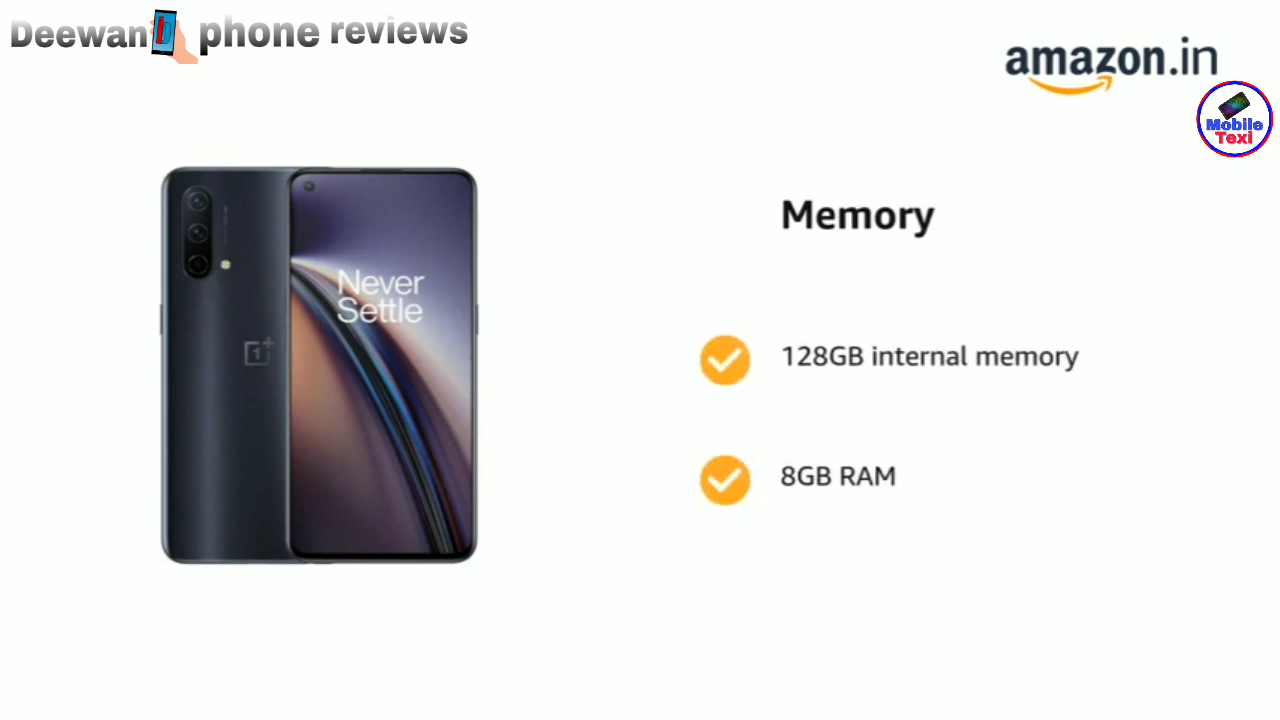 Deewan phone reviews
amazon.in
Mobile
Texi
Memory
Never
Settle
128GB internal memory
8GB RAM